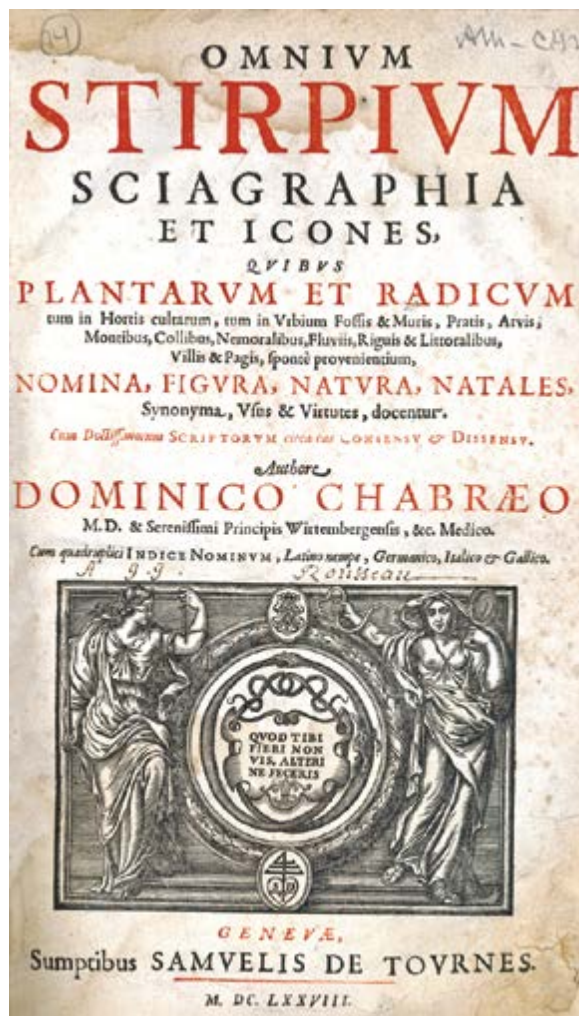 14
OMNIVM
STIRPIVM
SCIAGRAPHIA
ET ICONES,
QVIBVS
PLANTARVM ET RADICVM
tum in Hortis cultarum, tum in Vrbium Fossis & Muris, Pratis, Arvis,
Montibus, Collibus, Nemoralibus, Fluviis, Riguis & Littoralibus,
Villis & Pagis, sponte provenientium,
NOMINA, FIGVRA, NATVRA, NATALES,
Synonyma, Vsus & Virtutes, docentur.
Cum Doctissimorum SCRIPTORVM circa eas CONSENSV & DISSENSV.
Authore
DOMINICO CHABRÆO
M.D. & Serenissimi Principis Wirtembergensis, &c. Medico.
Cum quadruplici INDICE NOMINVM, Latino nempe, Germanico, Italico & Gallico.
Rousseau
QVOD TIBI
FIERI NON
VIS, ALTERI
NE FECERIS
GENEVÆ,
Sumptibus SAMVELIS DE TOVRNES.
M. DC. LXXVIII.